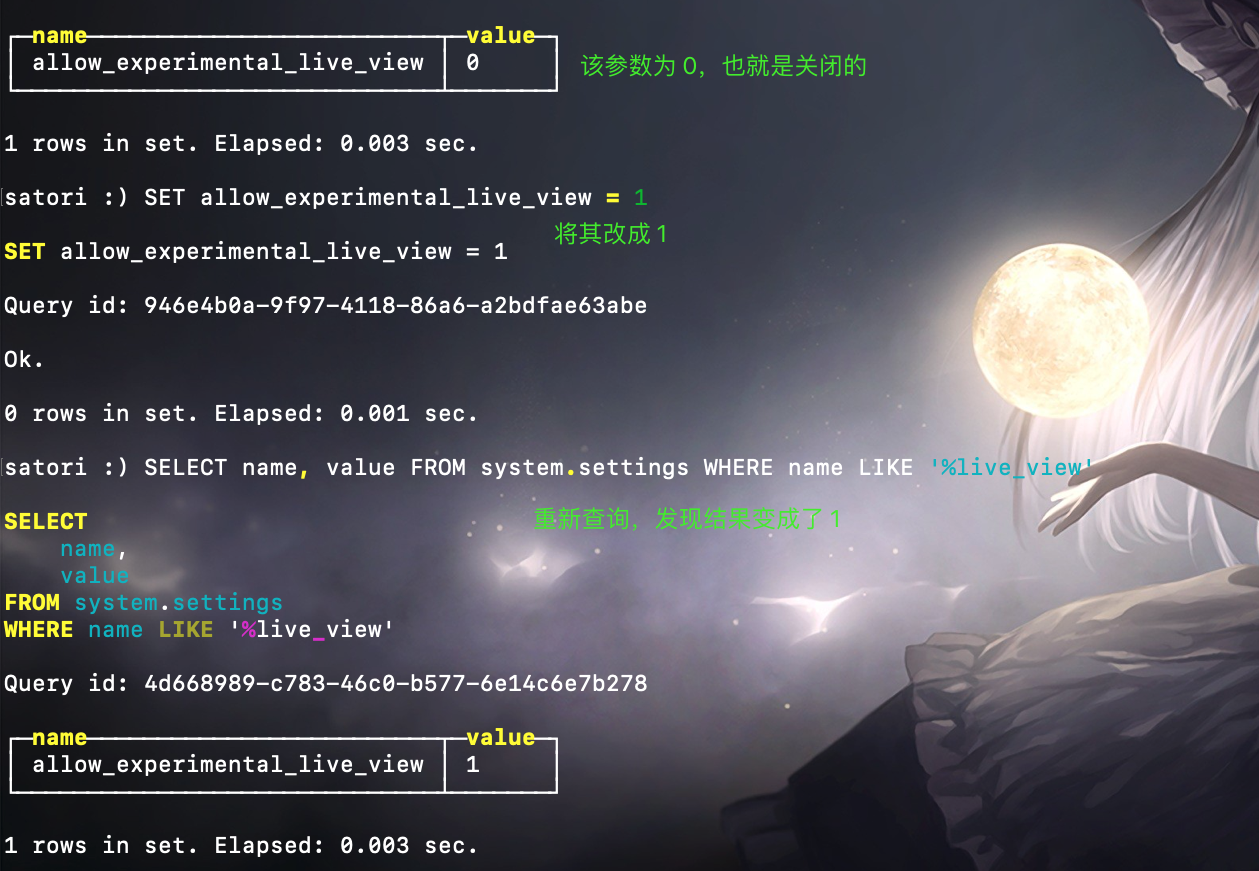 name value
allow_experimental_live_view 0 该参数为 0，也就是关闭的
1 rows in set. Elapsed: 0.003 sec.
satori :) SET allow_experimental_live_view = 1
将其改成 1
SET allow_experimental_live_view = 1
Query id: 946e4b0a-9f97-4118-86a6-a2bdfae63abe
Ok.
0 rows in set. Elapsed: 0.001 sec.
satori :) SELECT name, value FROM system.settings WHERE name LIKE '%live_view'
SELECT 重新查询，发现结果变成了 1
name,
value
FROM system.settings
WHERE name LIKE '%live_view'
Query id: 4d668989-c783-46c0-b577-6e14c6e7b278
name value
allow_experimental_live_view 1
1 rows in set. Elapsed: 0.003 sec.